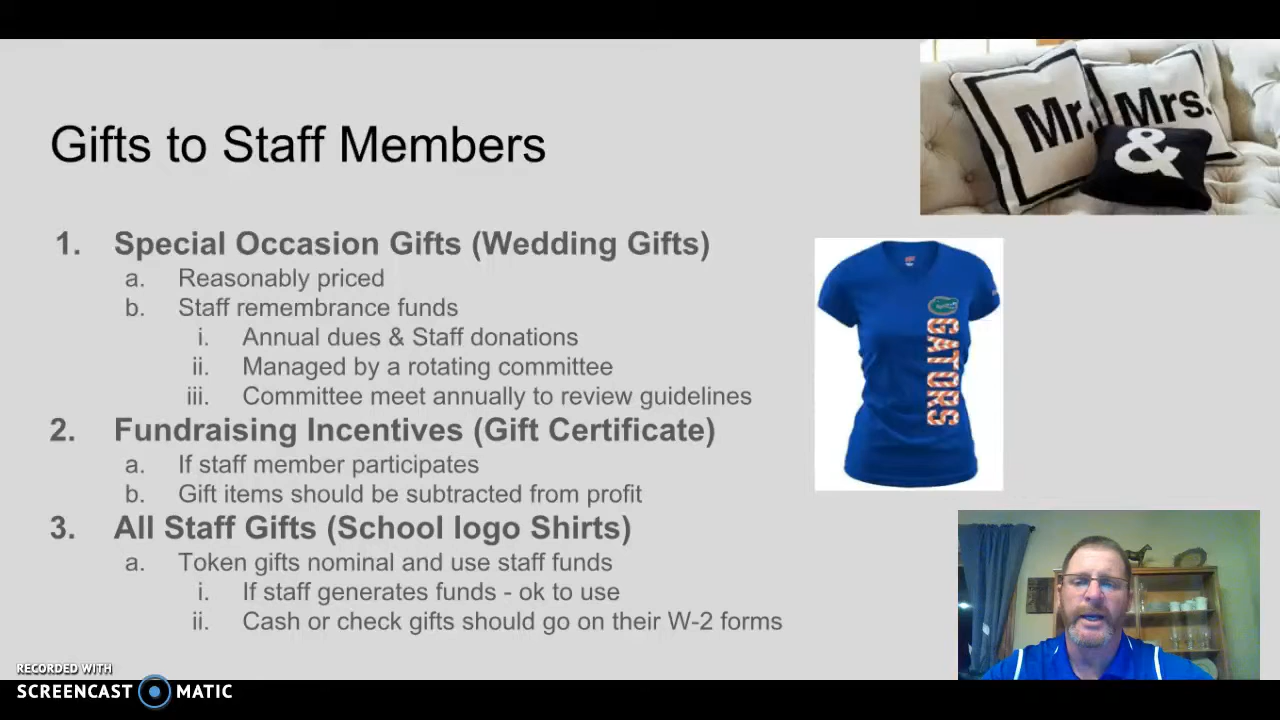 Gifts to Staff Members
Mr.
Mrs.
&
1. Special Occasion Gifts (Wedding Gifts)
a. Reasonably priced
b. Staff remembrance funds
i. Annual dues & Staff donations
ii. Managed by a rotating committee
iii. Committee meet annually to review guidelines
2. Fundraising Incentives (Gift Certificate)
a. If staff member participates
b. Gift items should be subtracted from profit
3. All Staff Gifts (School logo Shirts)
a. Token gifts nominal and use staff funds
i. If staff generates funds - ok to use
ii. Cash or check gifts should go on their W-2 forms
GATORS
RECORDED WITH
SCREENCAST MATIC